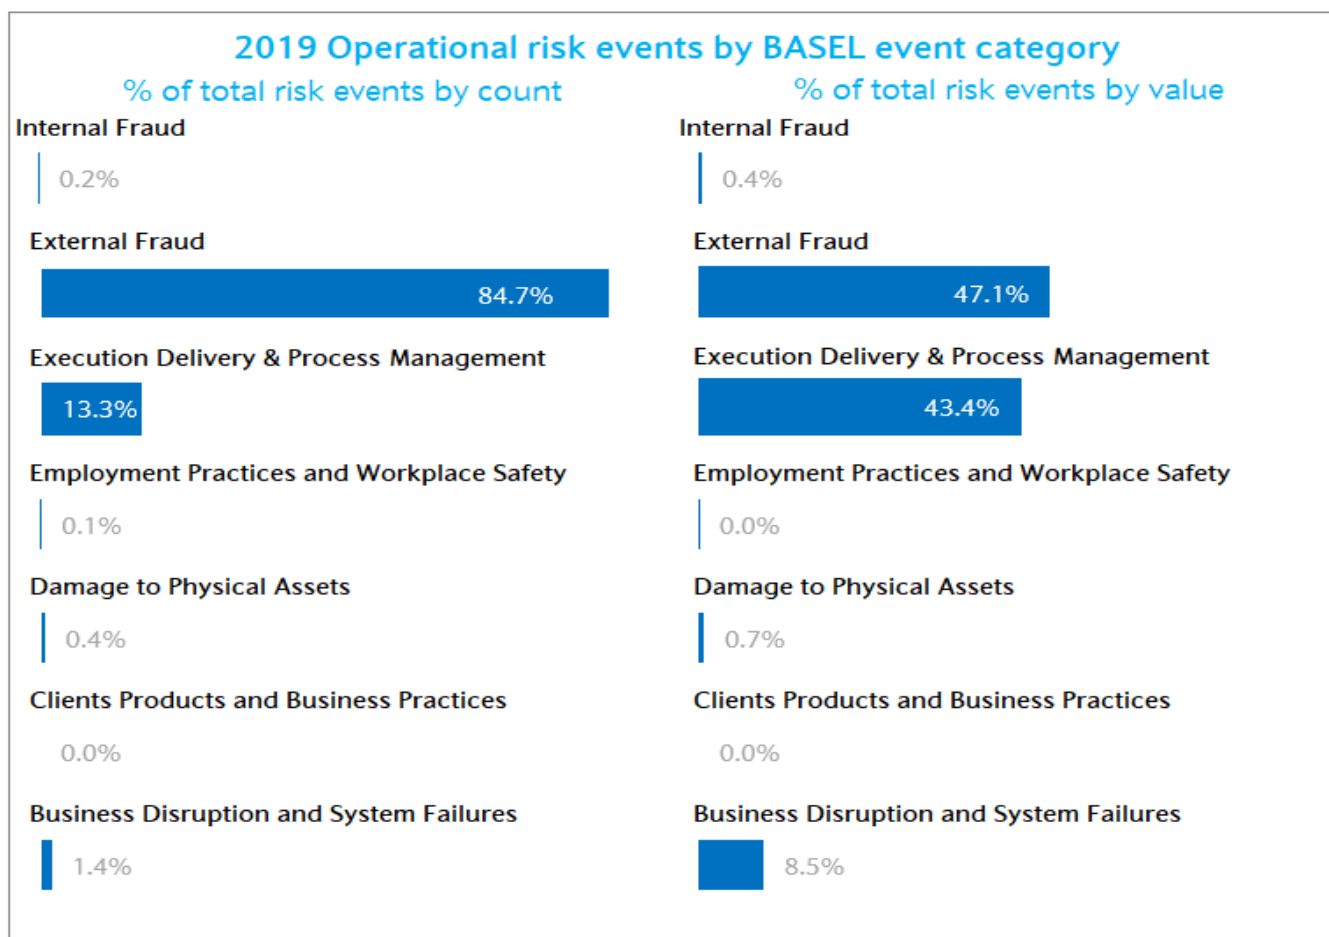 2019 Operational risk events by BASEL event category
% of total risk events by count
% of total risk events by value
Internal Fraud
0.2%
External Fraud
84.7%
Execution Delivery & Process Management
13.3%
Employment Practices and Workplace Safety
0.1%
Damage to Physical Assets
0.4%
Clients Products and Business Practices
0.0%
Business Disruption and System Failures
1.4%
Internal Fraud
0.4%
External Fraud
47.1%
Execution Delivery & Process Management
43.4%
Employment Practices and Workplace Safety
0.0%
Damage to Physical Assets
0.7%
Clients Products and Business Practices
0.0%
Business Disruption and System Failures
8.5%